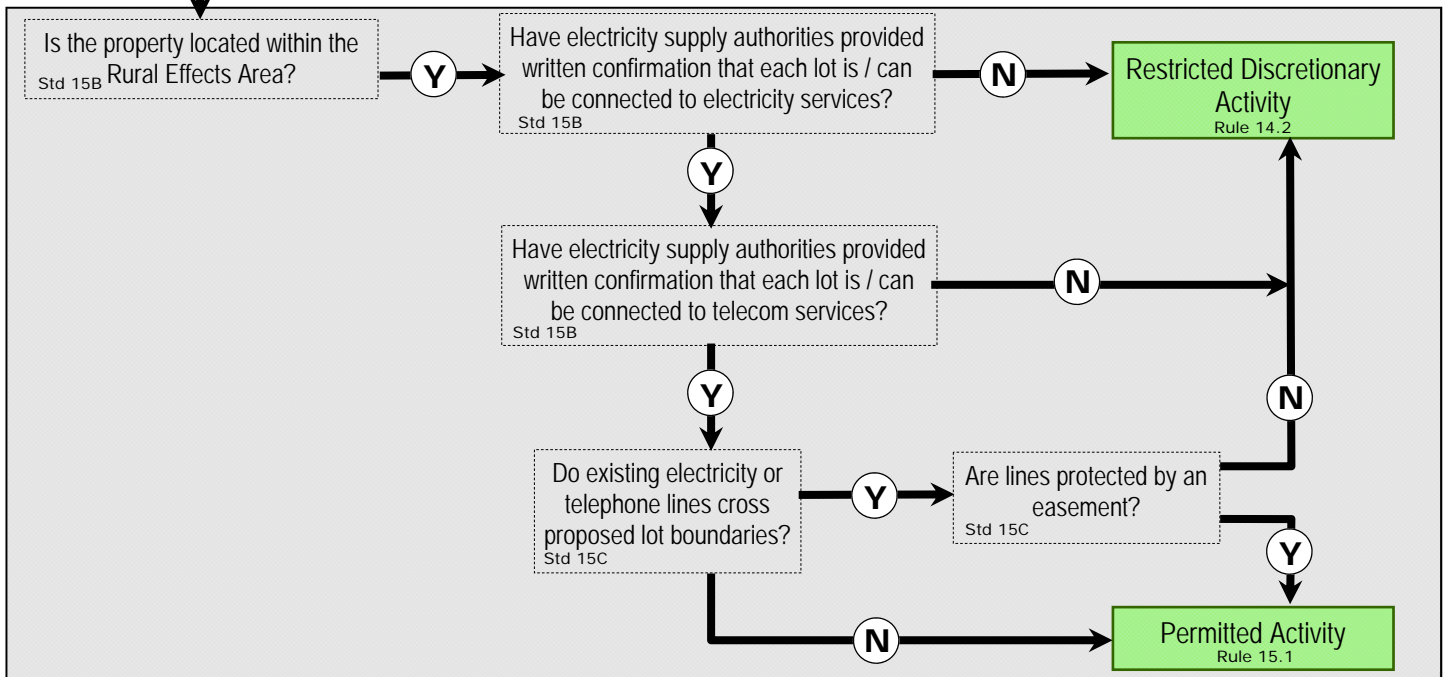 Is the property located within the
Rural Effects Area?
Std 15B
Y
Have electricity supply authorities provided
written confirmation that each lot is / can
be connected to electricity services?
Std 15B
N
Restricted Discretionary
Activity
Rule 14.2
Y
Have electricity supply authorities provided
written confirmation that each lot is / can
be connected to telecom services?
Std 15B
N
Y
Do existing electricity or
telephone lines cross
proposed lot boundaries?
Std 15C
Y
Are lines protected by an
easement?
Std 15C
N
Y
N
Permitted Activity
Rule 15.1